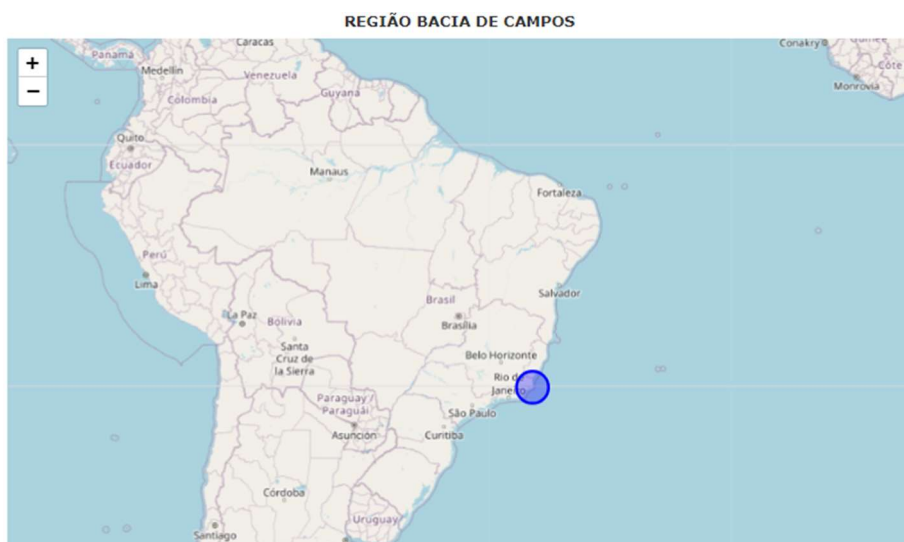 REGIÃO BACIA DE CAMPOS
+
−
Panamá
Caracas
Medellín
Venezuela
Guyana
Colombia
Quito
Ecuador
Manaus
Fortaleza
Conakry
Guinée
Côte
Monrovia
Perú
Lima
La Paz
Bolivia
Santa
Cruz de
la Sierra
Brasil
Brasília
Salvador
Belo Horizonte
Rio de
Janeiro
São Paulo
Paraguay /
Paraguái
Asunción
Curitiba
Córdoba
Uruguay
Santiago